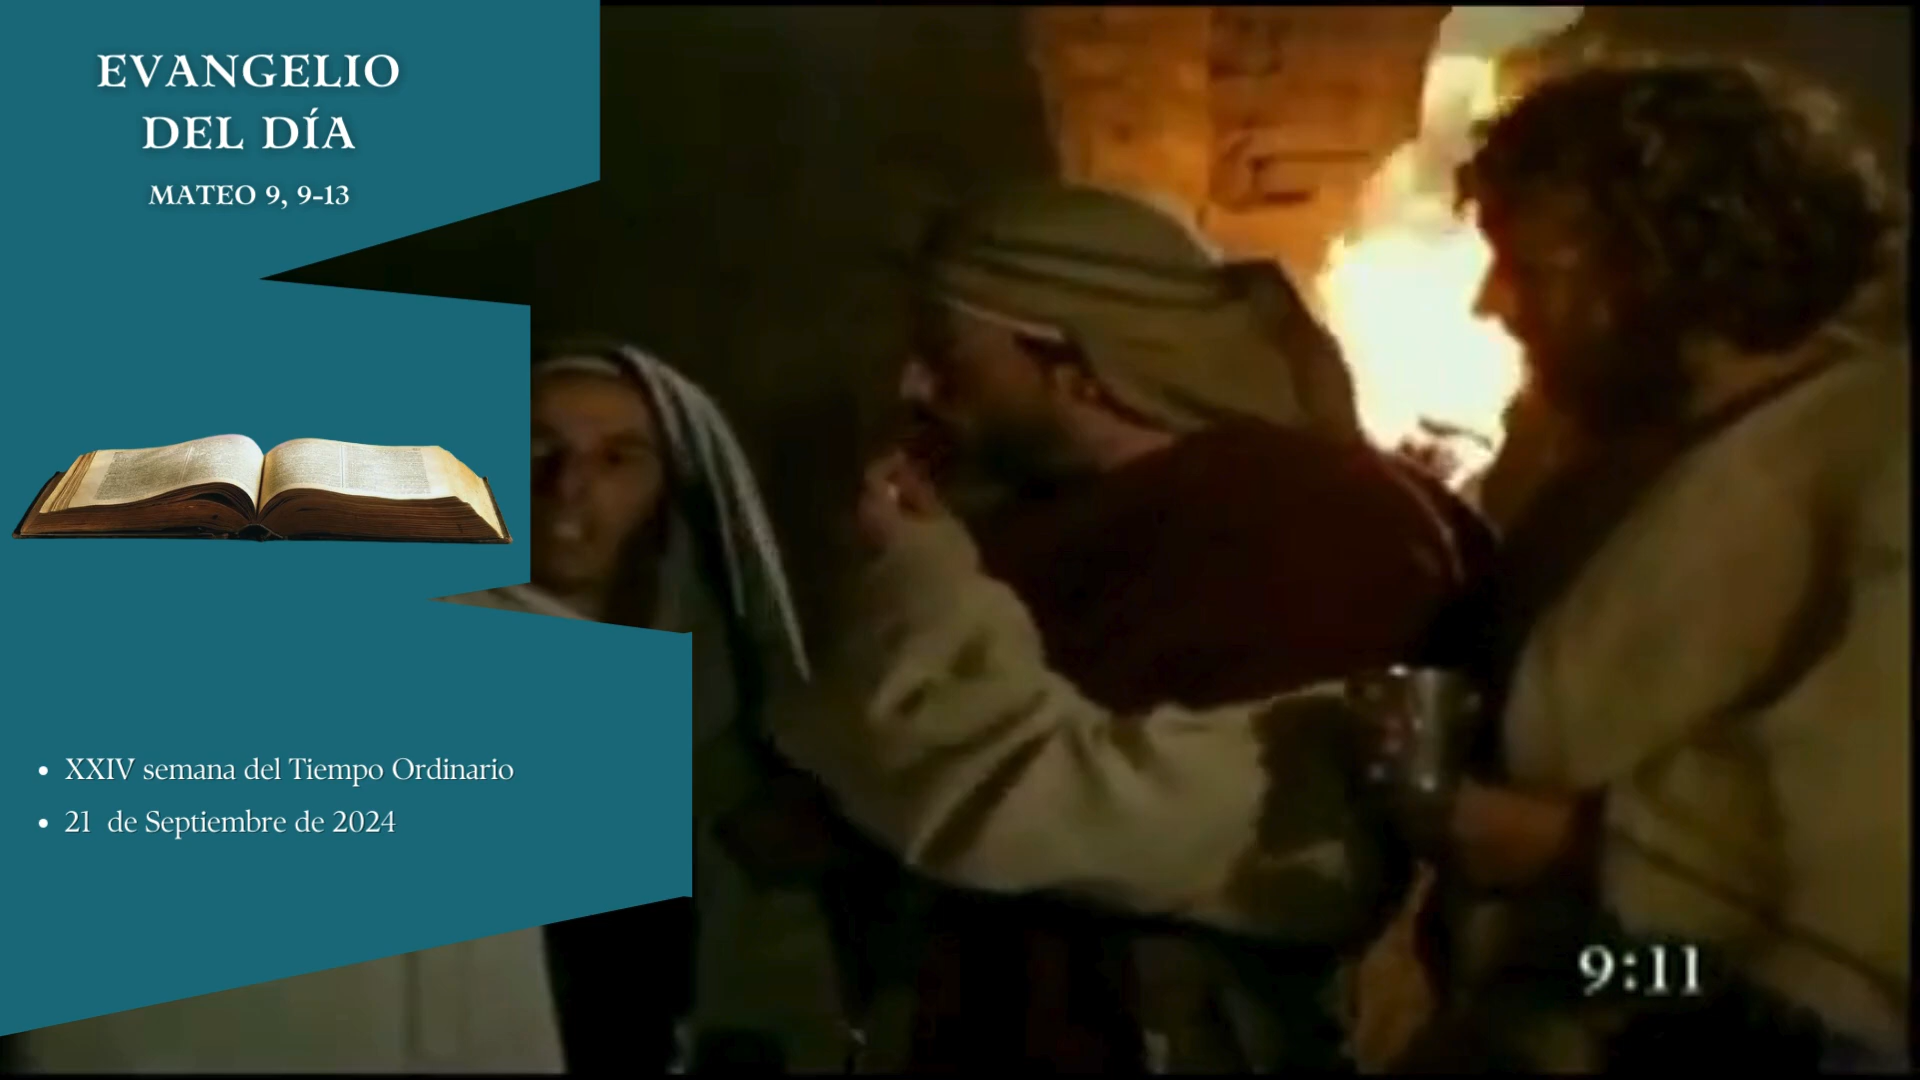 EVANGELIO
DEL DÍA
MATEO 9, 9-13
• XXIV semana del Tiempo Ordinario
• 21 de Septiembre de 2024
9:11